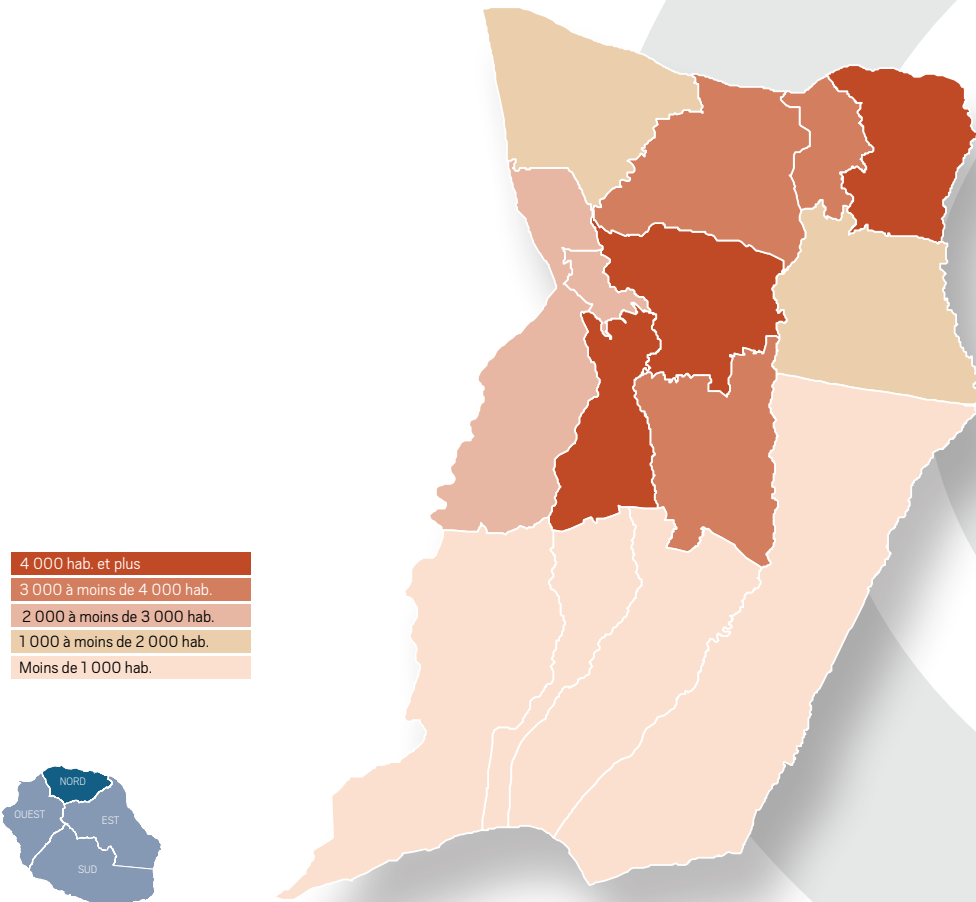 4 000 hab. et plus
3 000 à moins de 4 000 hab.
2 000 à moins de 3 000 hab.
1 000 à moins de 2 000 hab.
Moins de 1 000 hab.
NORD
OUEST
EST
SUD